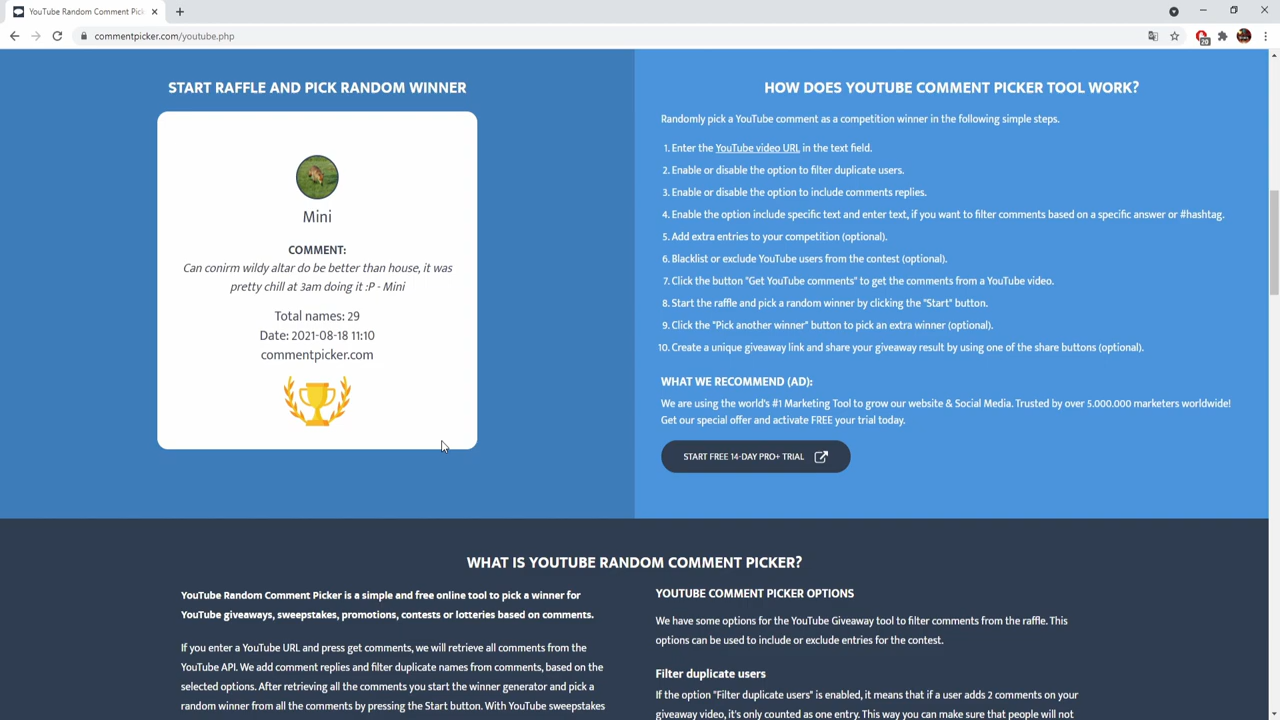 YouTube Random Comment Pick
commentpicker.com/youtube.php
20
START RAFFLE AND PICK RANDOM WINNER
Mini
COMMENT:
Can conirm wildy altar do be better than house, it was
pretty chill at 3am doing it :P - Mini
Total names: 29
Date: 2021-08-18 11:10
commentpicker.com
HOW DOES YOUTUBE COMMENT PICKER TOOL WORK?
Randomly pick a YouTube comment as a competition winner in the following simple steps.
1. Enter the YouTube video URL in the text field.
2. Enable or disable the option to filter duplicate users.
3. Enable or disable the option to include comments replies.
4. Enable the option include specific text and enter text, if you want to filter comments based on a specific answer or #hashtag.
5. Add extra entries to your competition (optional).
6. Blacklist or exclude YouTube users from the contest (optional).
7. Click the button "Get YouTube comments" to get the comments from a YouTube video.
8. Start the raffle and pick a random winner by clicking the "Start" button.
9. Click the "Pick another winner" button to pick an extra winner (optional).
10. Create a unique giveaway link and share your giveaway result by using one of the share buttons (optional).
WHAT WE RECOMMEND (AD):
We are using the world's #1 Marketing Tool to grow our website & Social Media. Trusted by over 5.000.000 marketers worldwide!
Get our special offer and activate FREE your trial today.
START FREE 14-DAY PRO+ TRIAL
WHAT IS YOUTUBE RANDOM COMMENT PICKER?
YouTube Random Comment Picker is a simple and free online tool to pick a winner for
YouTube giveaways, sweepstakes, promotions, contests or lotteries based on comments.
If you enter a YouTube URL and press get comments, we will retrieve all comments from the
YouTube API. We add comment replies and filter duplicate names from comments, based on the
selected options. After retrieving all the comments you start the winner generator and pick a
random winner from all the comments by pressing the Start button. With YouTube sweepstakes
YOUTUBE COMMENT PICKER OPTIONS
We have some options for the YouTube Giveaway tool to filter comments from the raffle. This
options can be used to include or exclude entries for the contest.
Filter duplicate users
If the option "Filter duplicate users" is enabled, it means that if a user adds 2 comments on your
giveaway video, it's only counted as one entry. This way you can make sure that people will not